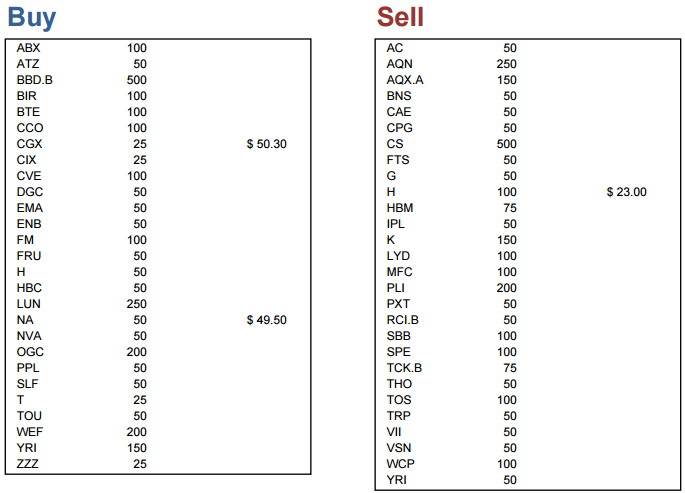 Buy
ABX 100
ATZ 50
BBD.B 500
BIR 100
BTE 100
CCO 100
CGX 25 $ 50.30
CIX 25
CVE 100
DGC 50
EMA 50
ENB 50
FM 100
FRU 50
H 50
HBC 50
LUN 250
NA 50 $ 49.50
NVA 50
OGC 200
PPL 50
SLF 50
T 25
TOU 50
WEF 200
YRI 150
ZZZ 25
Sell
AC 50
AQN 250
AQX.A 150
BNS 50
CAE 50
CPG 50
CS 500
FTS 50
G 50
H 100 $ 23.00
HBM 75
IPL 50
K 150
LYD 100
MFC 100
PLI 200
PXT 50
RCI.B 50
SBB 100
SPE 100
TCK.B 75
THO 50
TOS 100
TRP 50
VII 50
VSN 50
WCP 100
YRI 50